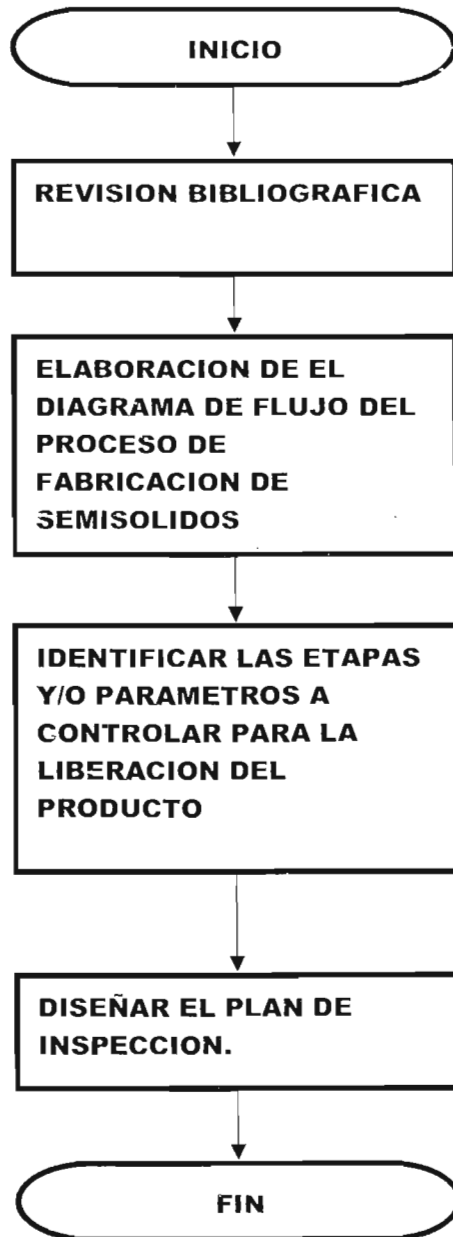 INICIO
REVISION BIBLIOGRAFICA
ELABORACION DE EL
DIAGRAMA DE FLUJO DEL
PROCESO DE
FABRICACION DE
SEMISOLIDOS
IDENTIFICAR LAS ETAPAS
Y/O PARAMETROS A
CONTROLAR PARA LA
LIBERACION DEL
PRODUCTO
DISEÑAR EL PLAN DE
INSPECCION.
FIN